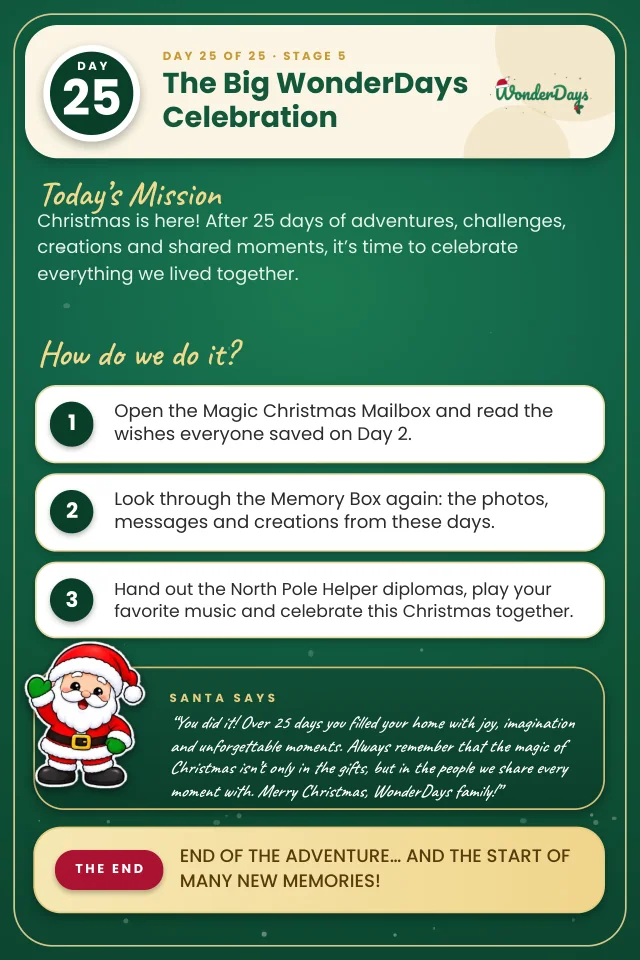 DAY
25
DAY 25 OF 25 · STAGE 5
The Big WonderDays
Celebration
WonderDays
Today's Mission
Christmas is here! After 25 days of adventures, challenges,
creations and shared moments, it’s time to celebrate
everything we lived together.
How do we do it?
1
Open the Magic Christmas Mailbox and read the
wishes everyone saved on Day 2.
2
Look through the Memory Box again: the photos,
messages and creations from these days.
3
Hand out the North Pole Helper diplomas, play your
favorite music and celebrate this Christmas together.
SANTA SAYS
“You did it! Over 25 days you filled your home with joy, imagination
and unforgettable moments. Always remember that the magic of
Christmas isn’t only in the gifts, but in the people we share every
moment with. Merry Christmas, WonderDays family!”
THE END
END OF THE ADVENTURE... AND THE START OF
MANY NEW MEMORIES!